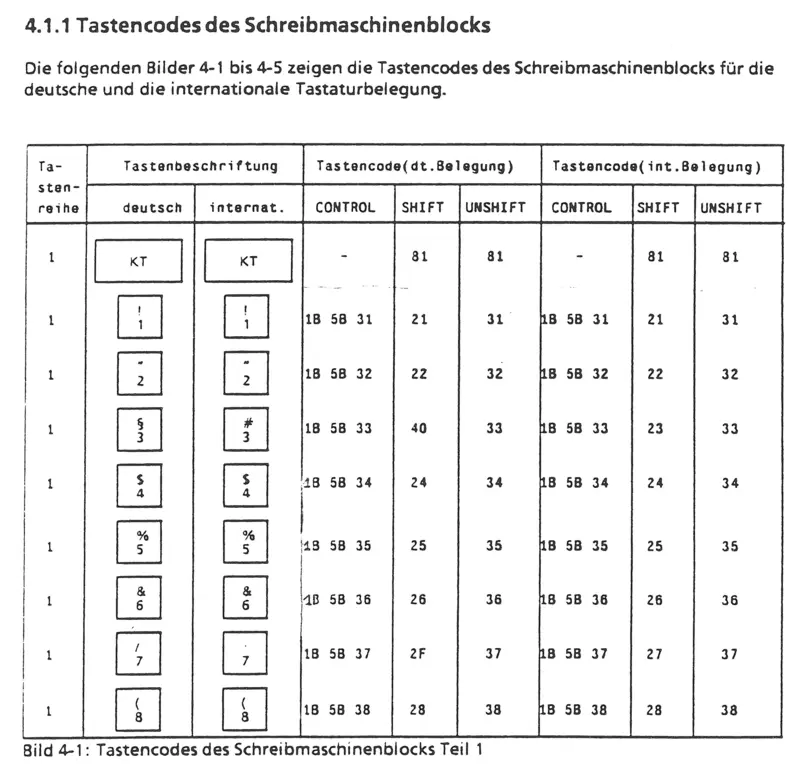 4.1.1 Tastencodes des Schreibmaschinenblocks
Die folgenden Bilder 4-1 bis 4-5 zeigen die Tastencodes des Schreibmaschinenblocks für die
deutsche und die internationale Tastaturbelegung.
Ta-
sten-
reihe
Tastenbeschriftung Tastencode(dt.Belegung) Tastencode(int.Belegung)
deutsch internat. CONTROL SHIFT UNSHIFT CONTROL SHIFT UNSHIFT
1 KT KT - 81 81 - 81 81
! !
1 1 1 1B 5B 31 21 31 1B 5B 31 21 31
" "
1 2 2 1B 5B 32 22 32 1B 5B 32 22 32
§ #
1 3 3 1B 5B 33 40 33 1B 5B 33 23 33
$ $
1 4 4 1B 5B 34 24 34 1B 5B 34 24 34
% %
1 5 5 1B 5B 35 25 35 1B 5B 35 25 35
& &
1 6 6 1B 5B 36 26 36 1B 5B 36 26 36
/ '
1 7 7 1B 5B 37 2F 37 1B 5B 37 27 37
( (
1 8 8 1B 5B 38 28 38 1B 5B 38 28 38
Bild 4-1: Tastencodes des Schreibmaschinenblocks Teil 1